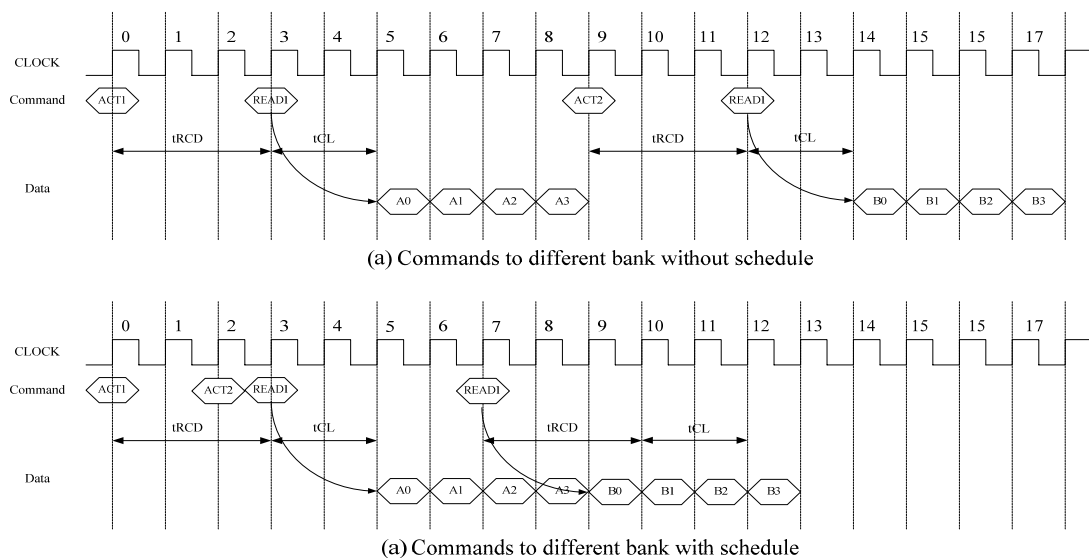 0 1 2 3 4 5 6 7 8 9 10 11 12 13 14 15 15 17
CLOCK
Command ACT1 READ1 ACT2 READ1
tRCD tCL tRCD tCL
Data A0 A1 A2 A3 B0 B1 B2 B3
(a) Commands to different bank without schedule
0 1 2 3 4 5 6 7 8 9 10 11 12 13 14 15 15 17
CLOCK
Command ACT1 ACT2 READ1 READ1
tRCD tCL tRCD tCL
Data A0 A1 A2 A3 B0 B1 B2 B3
(a) Commands to different bank with schedule